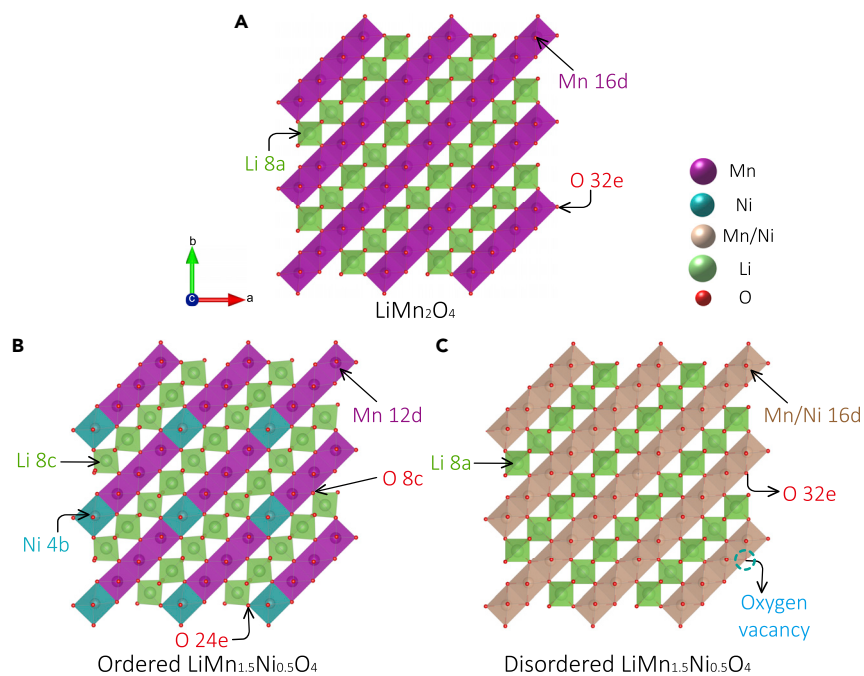 A
Mn 16d
Li 8a
O 32e
Mn
Ni
Mn/Ni
Li
O
b
c
a
LiMn₂O₄
B
Mn 12d
Li 8c
O 8c
Ni 4b
O 24e
Ordered LiMn₁.₅Ni₀.₅O₄
C
Mn/Ni 16d
Li 8a
O 32e
Oxygen
vacancy
Disordered LiMn₁.₅Ni₀.₅O₄